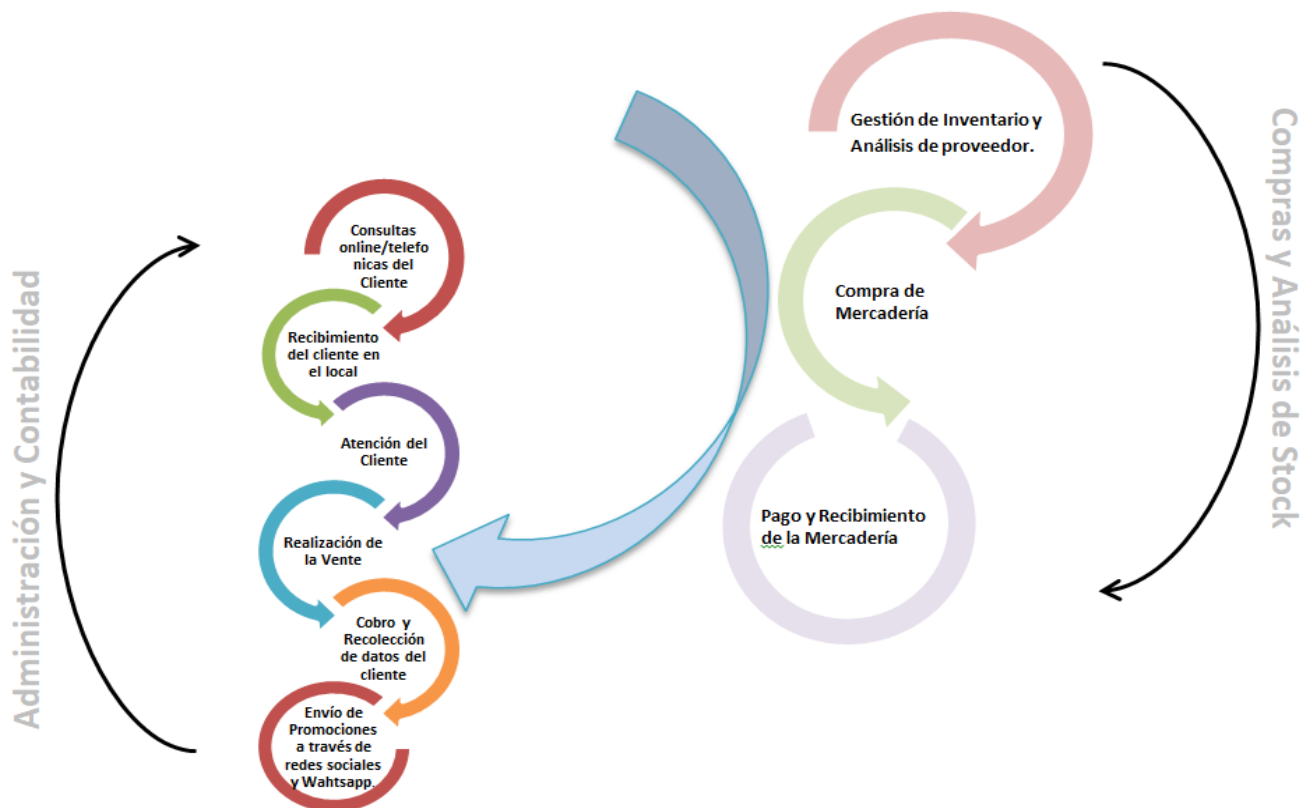 Administración y Contabilidad
Consultas
online/telefo
nicas del
Cliente
Recibimiento
del cliente en
el local
Atención del
Cliente
Realización de
la Vente
Cobro y
Recolección
de datos del
cliente
Envío de
Promociones
a través de
redes sociales
y Wahtsapp.
Gestión de Inventario y
Análisis de proveedor.
Compra de
Mercadería
Pago y Recibimiento
de la Mercadería
Compras y Análisis de Stock